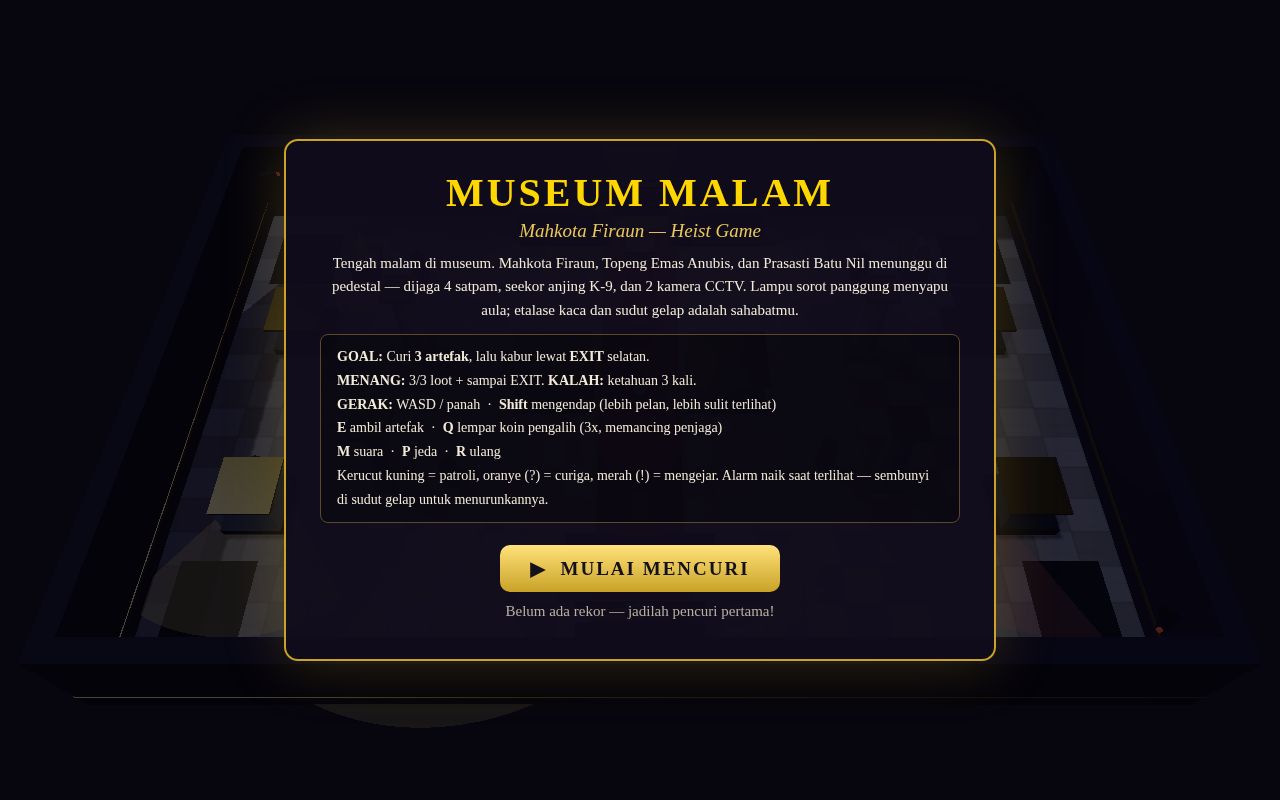 MUSEUM MALAM
Mahkota Firaun — Heist Game
Tengah malam di museum. Mahkota Firaun, Topeng Emas Anubis, dan Prasasti Batu Nil menunggu di
pedestal — dijaga 4 satpam, seekor anjing K-9, dan 2 kamera CCTV. Lampu sorot panggung menyapu
aula; etalase kaca dan sudut gelap adalah sahabatmu.
GOAL: Curi 3 artefak, lalu kabur lewat EXIT selatan.
MENANG: 3/3 loot + sampai EXIT. KALAH: ketahuan 3 kali.
GERAK: WASD / panah · Shift mengendap (lebih pelan, lebih sulit terlihat)
E ambil artefak · Q lempar koin pengalih (3x, memancing penjaga)
M suara · P jeda · R ulang
Kerucut kuning = patroli, oranye (?) = curiga, merah (!) = mengejar. Alarm naik saat terlihat — sembunyi
di sudut gelap untuk menurunkannya.
▶ MULAI MENCURI
Belum ada rekor — jadilah pencuri pertama!